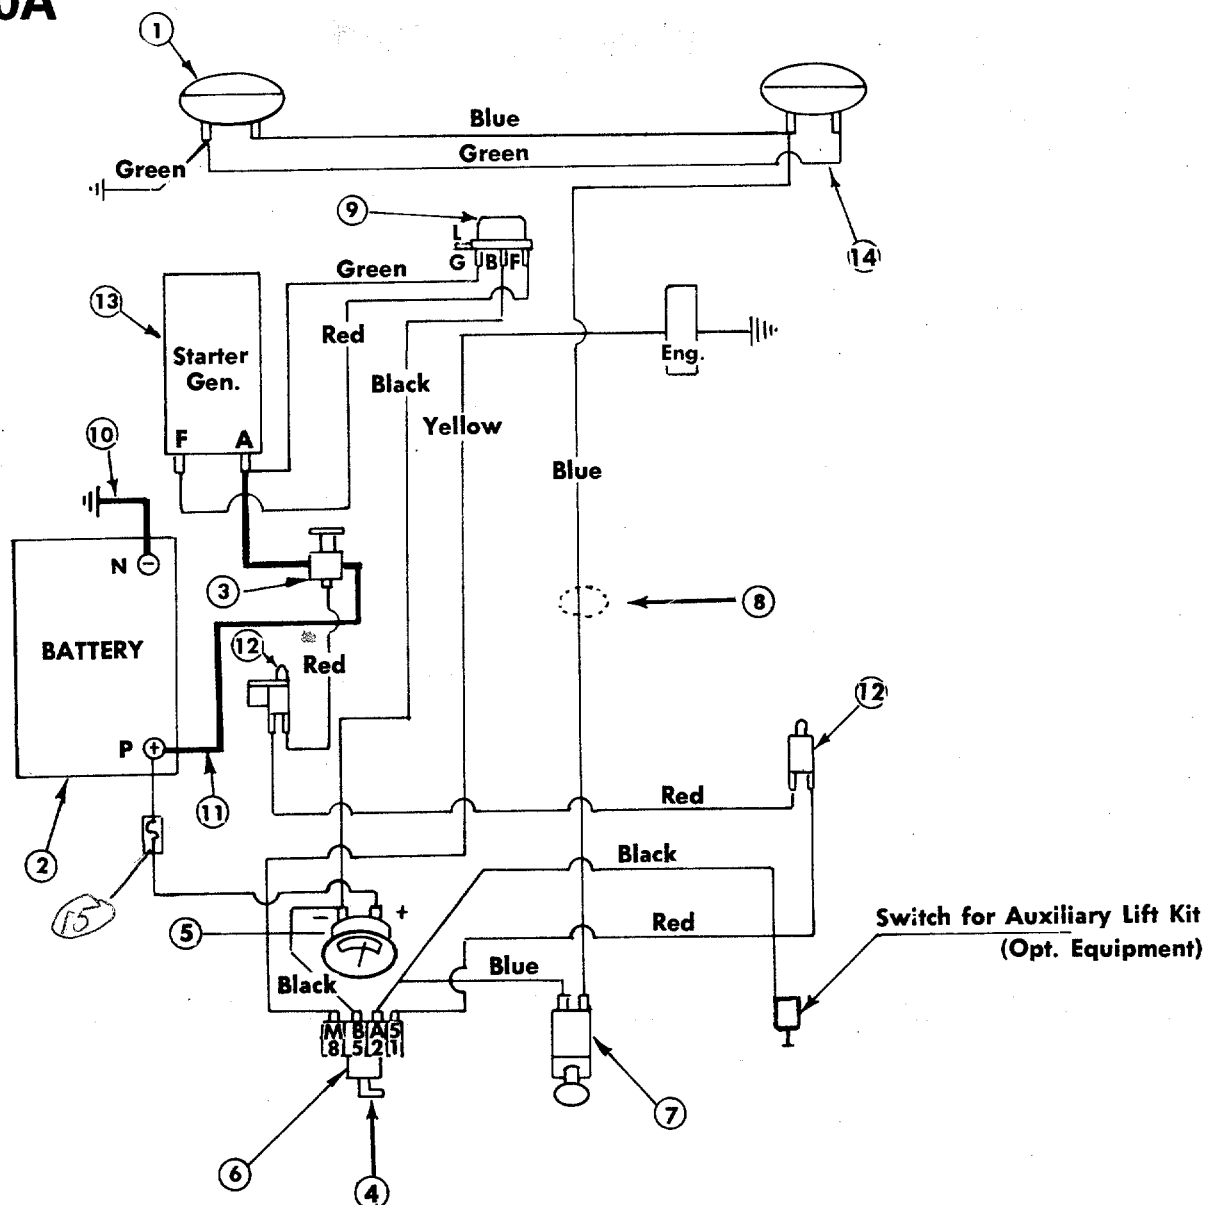 0A
1
Blue
Green
Green
9
L
G B F
14
Green
13
Red
Eng.
Starter
Gen.
Black
Yellow
10
F A
Blue
N −
3
8
BATTERY
12
Red
12
P +
Red
11
2
Black
15
− +
Switch for Auxiliary Lift Kit
Red
5
(Opt. Equipment)
Blue
Black
M B A S
8 5 2 1
7
6
4